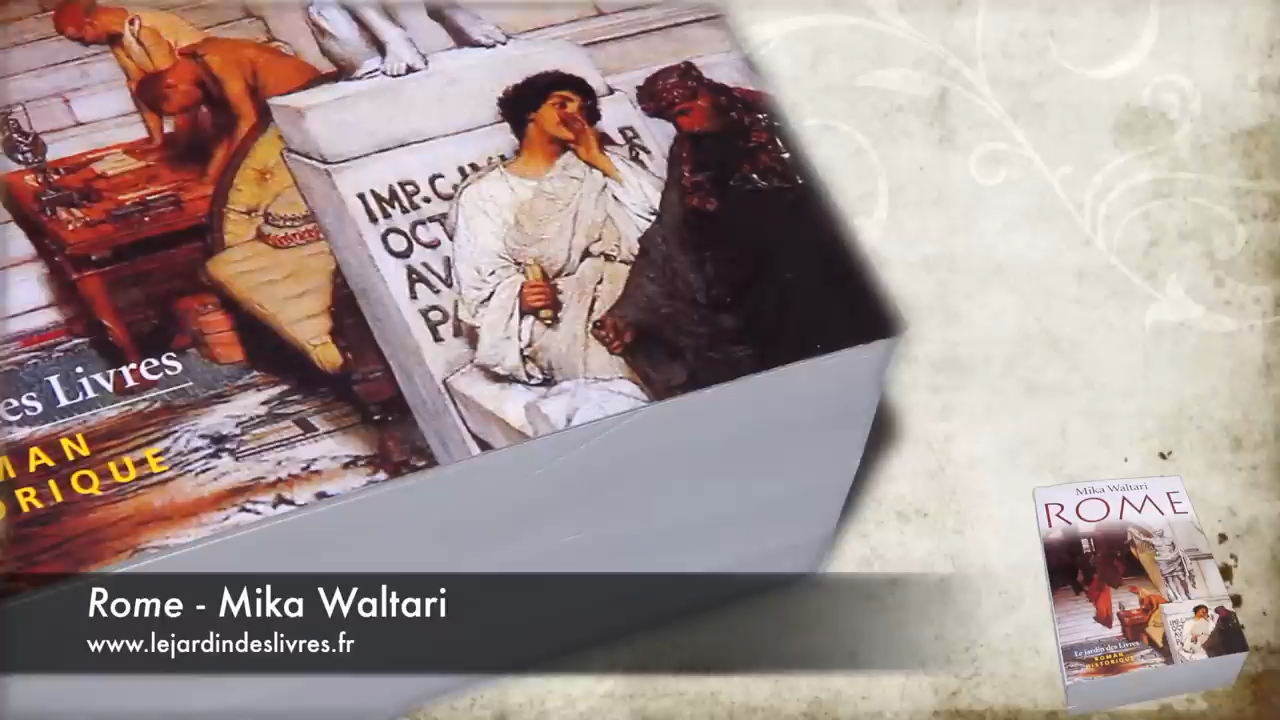 IMP. C
OCT
AV
P
es Livres
MAN
ORIQUE
Mika Waltari
ROME
Le jardin des Livres
ROMAN
HISTORIQUE
Rome - Mika Waltari
www.lejardindeslivres.fr